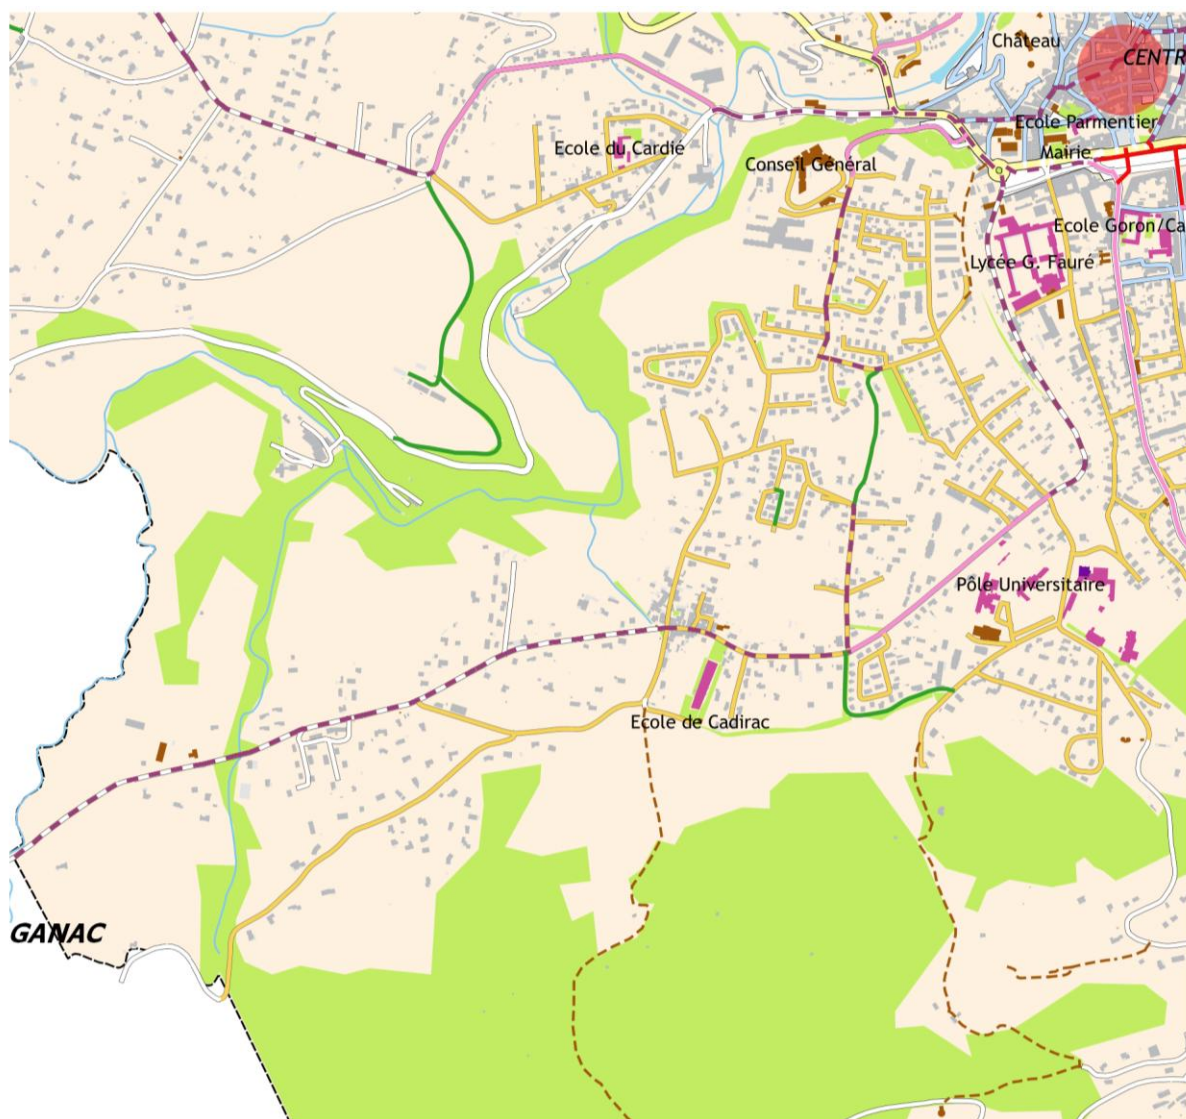 Château
CENTR
Ecole Parmentier
Ecole du Cardié
Mairie
Conseil Général
Ecole Goron/Ca
Lycée G. Fauré
Pôle Universitaire
Ecole de Cadirac
GANAC